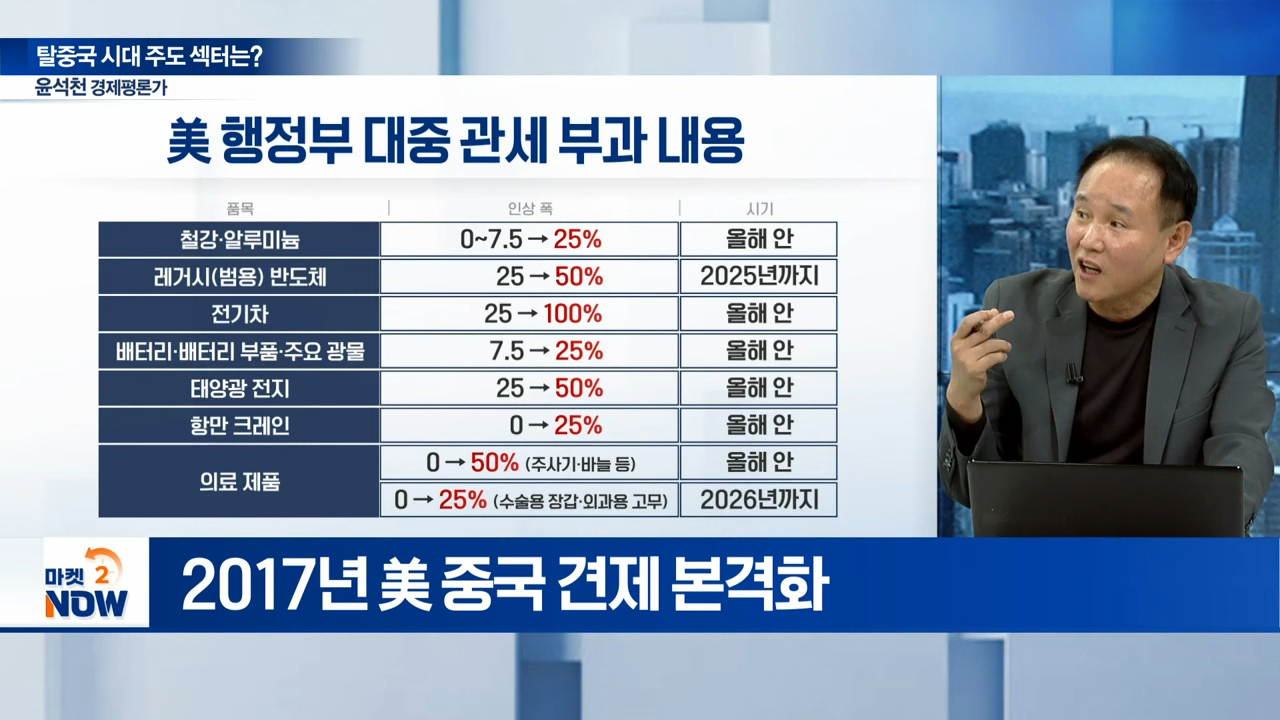 탈중국 시대 주도 섹터는?
윤석천 경제평론가
美 행정부 대중 관세 부과 내용
품목 인상 폭 시기
철강·알루미늄 0~7.5→25% 올해 안
레거시(범용) 반도체 25→50% 2025년까지
전기차 25→100% 올해 안
배터리·배터리 부품·주요 광물 7.5→25% 올해 안
태양광 전지 25→50% 올해 안
항만 크레인 0→25% 올해 안
의료 제품 0→50% (주사기·바늘 등) 올해 안
0→25% (수술용 장갑·외과용 고무) 2026년까지
마켓 2
NOW
2017년 美 중국 견제 본격화